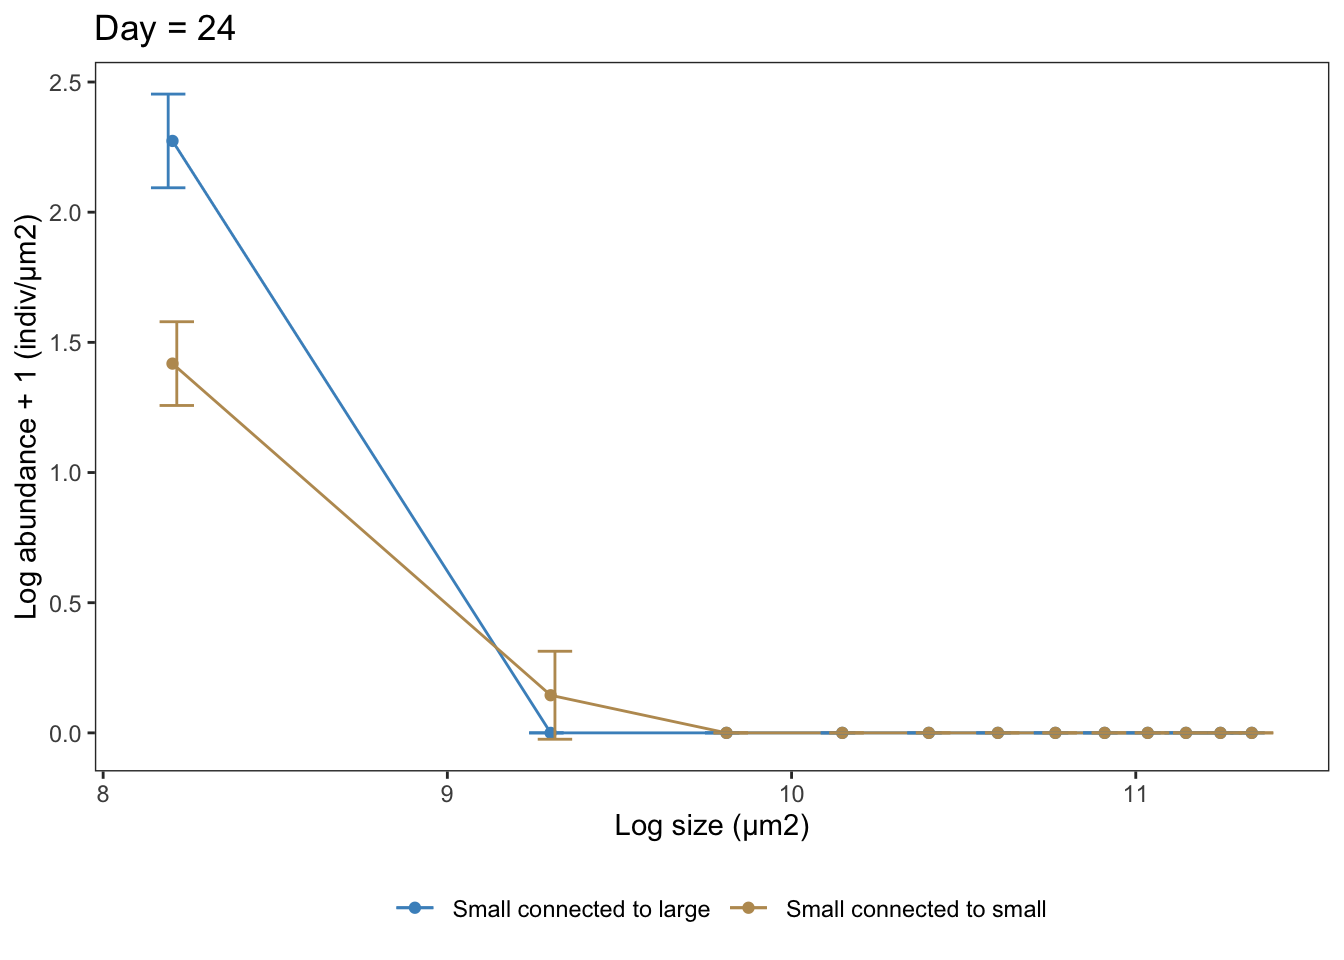 Day = 24
2.5
2.0
1.5
1.0
0.5
0.0
Log abundance + 1 (indiv/µm2)
8 9 10 11
Log size (µm2)
Small connected to large Small connected to small